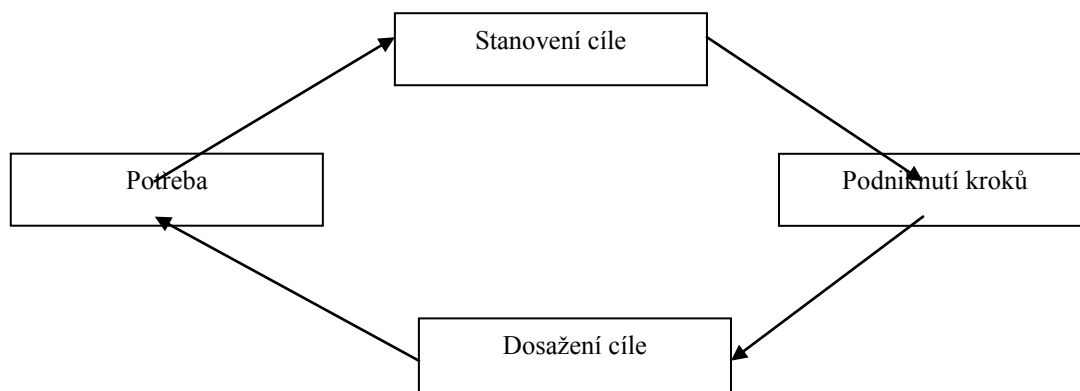 Stanovení cíle
Potřeba
Podniknutí kroků
Dosažení cíle